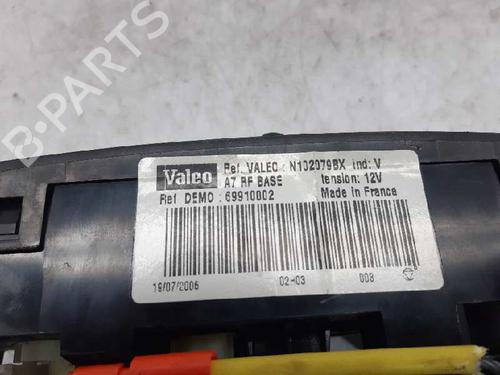 Valeo
Ref. VALEO : N102079BX ind: V
A7 RF BASE tension: 12V
Ref DEMO : 69910002 Made in France
19/07/2006 02-03 008